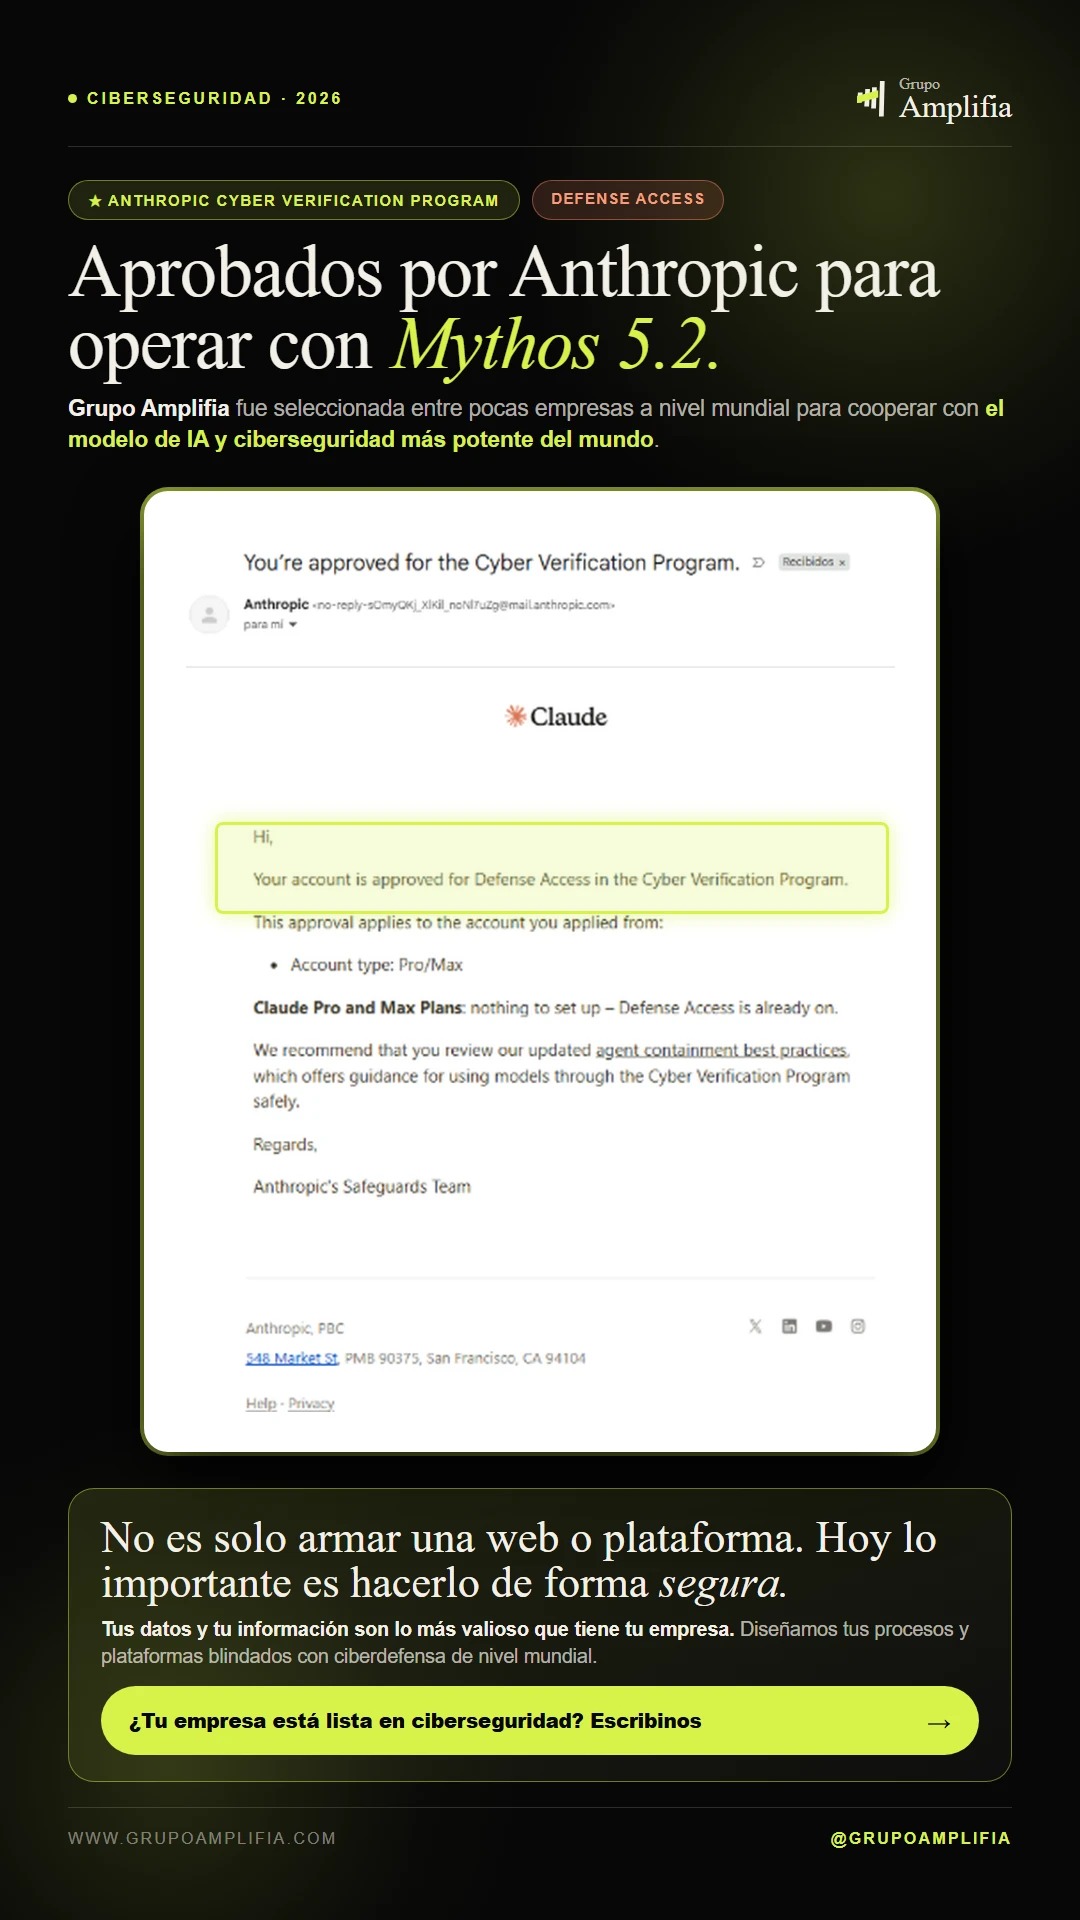 CIBERSEGURIDAD · 2026
Grupo
Amplifia
★ ANTHROPIC CYBER VERIFICATION PROGRAM
DEFENSE ACCESS
Aprobados por Anthropic para
operar con Mythos 5.2.
Grupo Amplifia fue seleccionada entre pocas empresas a nivel mundial para cooperar con el
modelo de IA y ciberseguridad más potente del mundo.
You're approved for the Cyber Verification Program.
Recibidos x
Anthropic
para mí
Claude
Hi,
Your account is approved for Defense Access in the Cyber Verification Program.
This approval applies to the account you applied from:
• Account type: Pro/Max
Claude Pro and Max Plans: nothing to set up – Defense Access is already on.
We recommend that you review our updated agent containment best practices,
which offers guidance for using models through the Cyber Verification Program
safely.
Regards,
Anthropic's Safeguards Team
Anthropic, PBC
548 Market St, PMB 90375, San Francisco, CA 94104
Help · Privacy
No es solo armar una web o plataforma. Hoy lo
importante es hacerlo de forma segura.
Tus datos y tu información son lo más valioso que tiene tu empresa. Diseñamos tus procesos y
plataformas blindados con ciberdefensa de nivel mundial.
¿Tu empresa está lista en ciberseguridad? Escribinos →
WWW.GRUPOAMPLIFIA.COM
@GRUPOAMPLIFIA